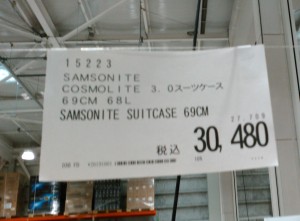 15223
SAMSONITE
COSMOLITE 3.0スーツケース
69CM 68L
SAMSONITE SUITCASE 69CM
税込 30,480